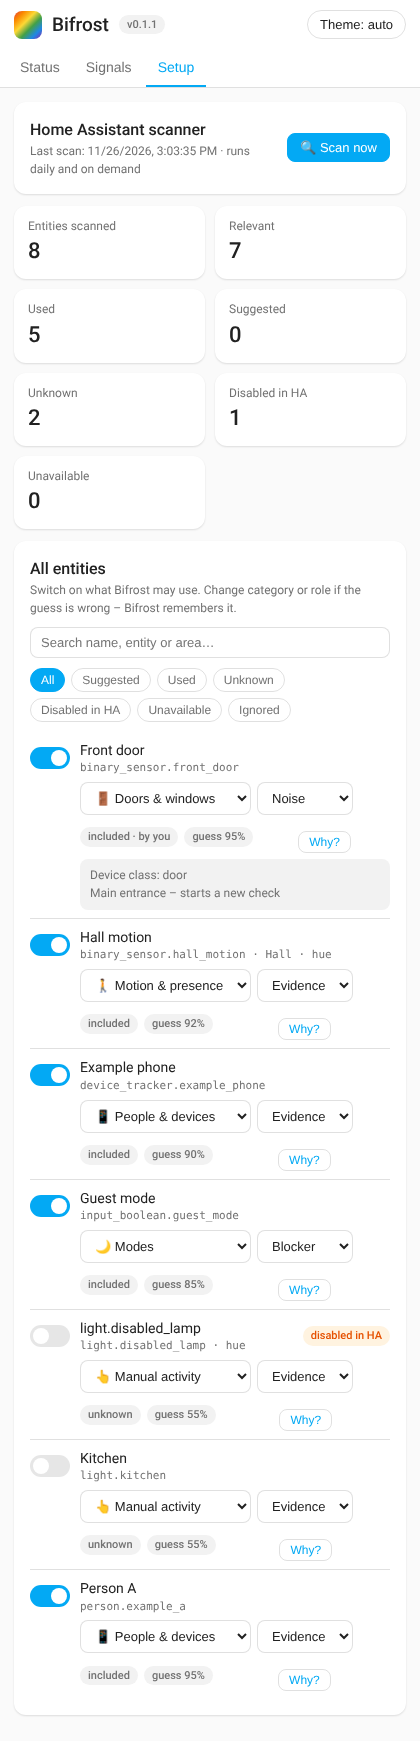 Bifrost v0.1.1 Theme: auto
Status Signals Setup
Home Assistant scanner
Last scan: 11/26/2026, 3:03:35 PM · runs
daily and on demand
🔍 Scan now
Entities scanned
8
Relevant
7
Used
5
Suggested
0
Unknown
2
Disabled in HA
1
Unavailable
0
All entities
Switch on what Bifrost may use. Change category or role if the
guess is wrong – Bifrost remembers it.
Search name, entity or area…
All Suggested Used Unknown
Disabled in HA Unavailable Ignored
Front door
binary_sensor.front_door
🚪 Doors & windows Noise
included · by you guess 95% Why?
Device class: door
Main entrance – starts a new check
Hall motion
binary_sensor.hall_motion · Hall · hue
🚶 Motion & presence Evidence
included guess 92% Why?
Example phone
device_tracker.example_phone
📱 People & devices Evidence
included guess 90% Why?
Guest mode
input_boolean.guest_mode
🌙 Modes Blocker
included guess 85% Why?
light.disabled_lamp
light.disabled_lamp · hue
disabled in HA
👆 Manual activity Evidence
unknown guess 55% Why?
Kitchen
light.kitchen
👆 Manual activity Evidence
unknown guess 55% Why?
Person A
person.example_a
📱 People & devices Evidence
included guess 95% Why?